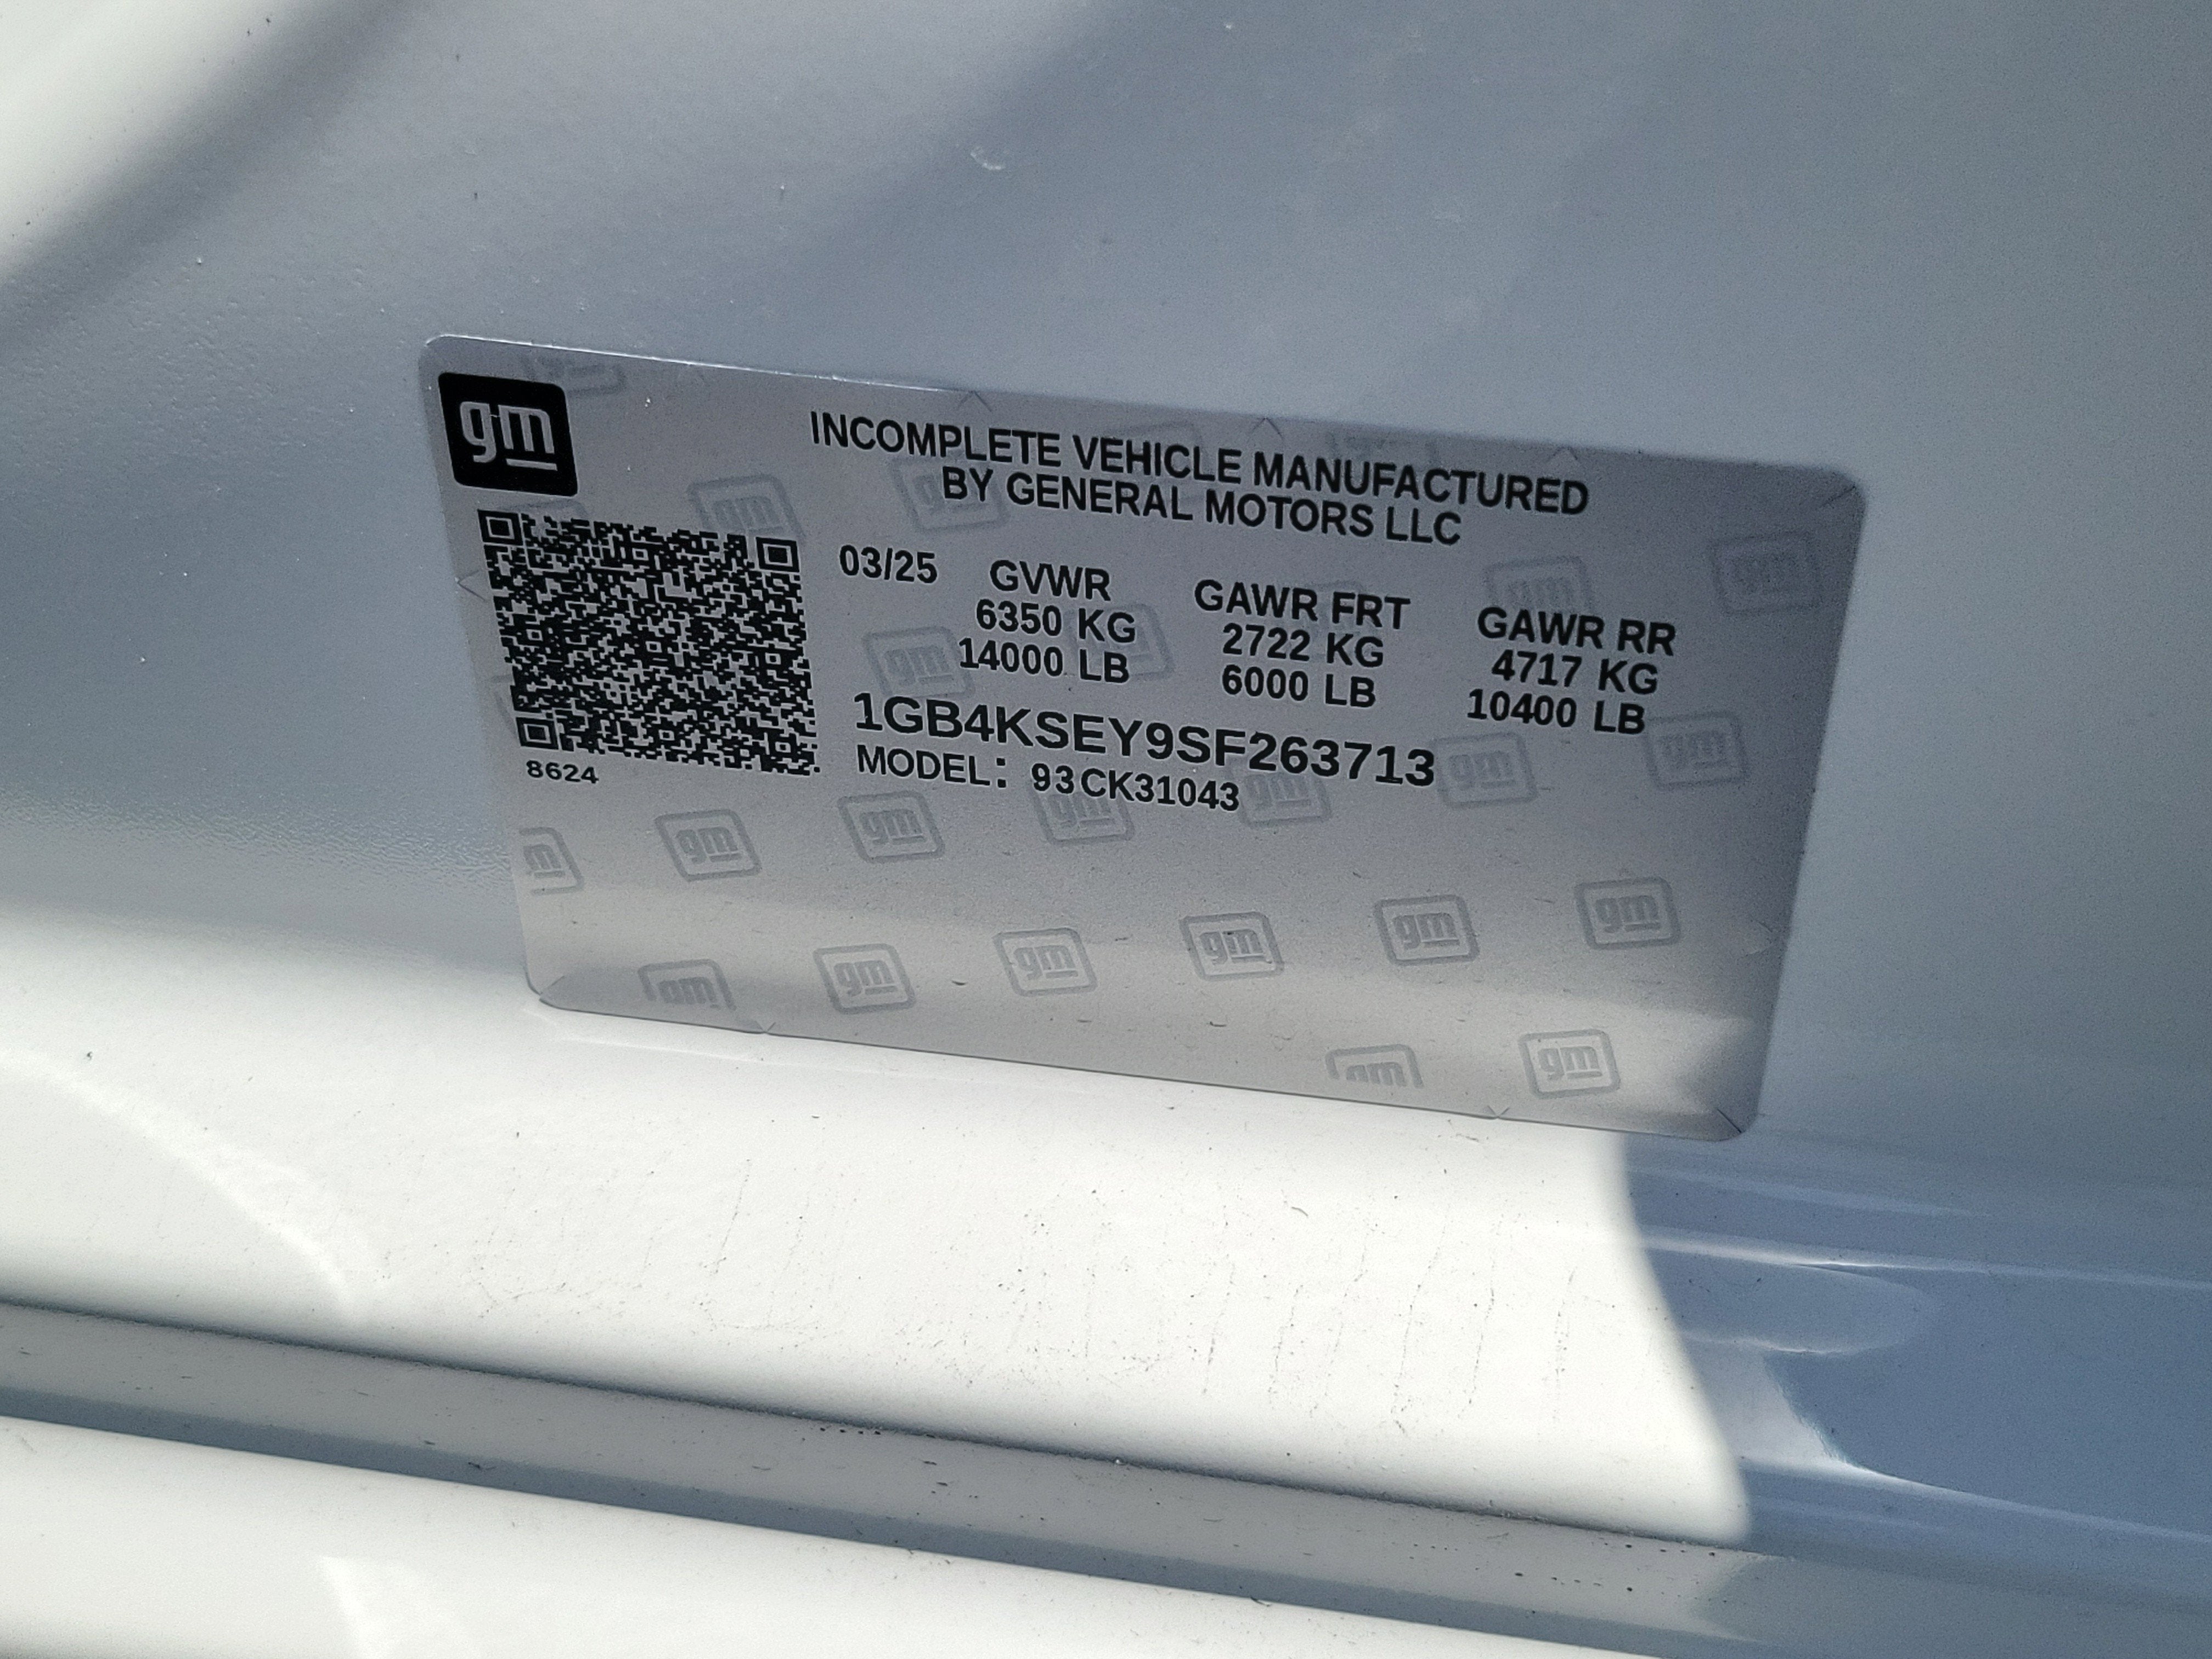 gm
INCOMPLETE VEHICLE MANUFACTURED
BY GENERAL MOTORS LLC
03/25 GVWR GAWR FRT GAWR RR
6350 KG 2722 KG 4717 KG
14000 LB 6000 LB 10400 LB
1GB4KSEY9SF263713
MODEL: 93CK31043
8624